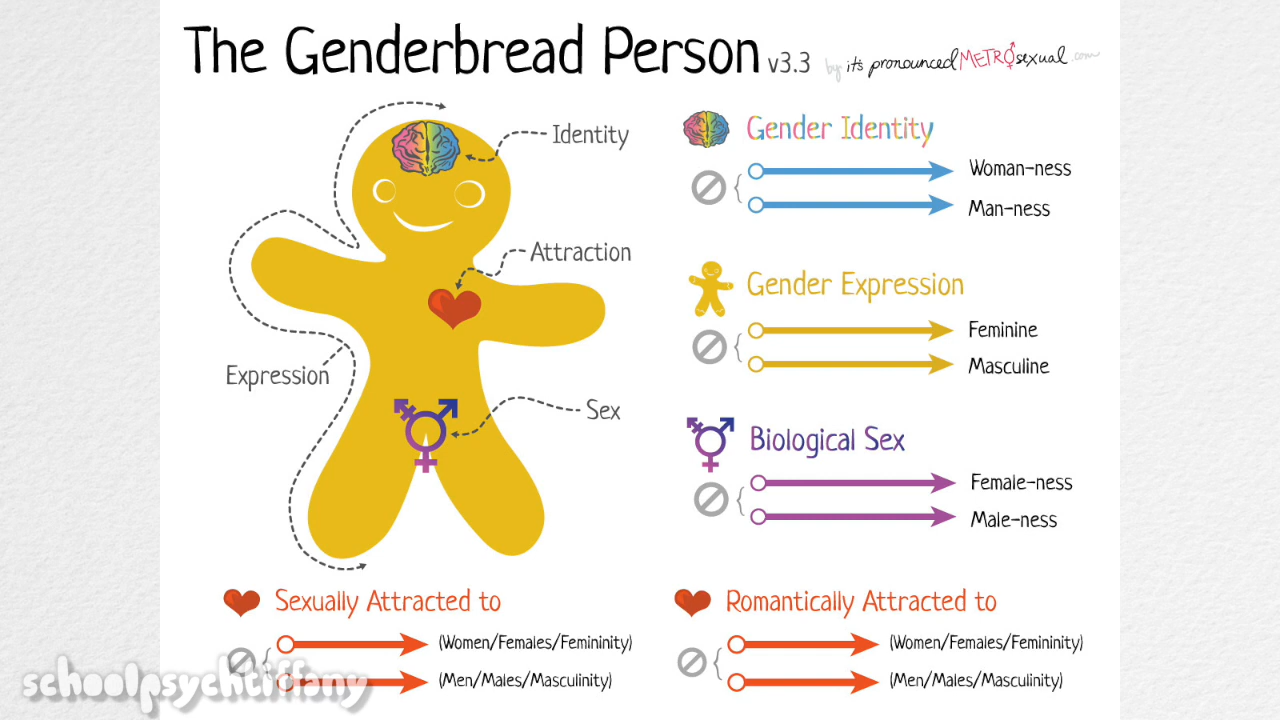 The Genderbread Person v3.3 by it's pronounced METROsexual.com
Identity
Attraction
Expression
Sex
Gender Identity
Woman-ness
Man-ness
Gender Expression
Feminine
Masculine
Biological Sex
Female-ness
Male-ness
Sexually Attracted to
(Women/Females/Femininity)
(Men/Males/Masculinity)
Romantically Attracted to
(Women/Females/Femininity)
(Men/Males/Masculinity)
schoolpsychtiffany